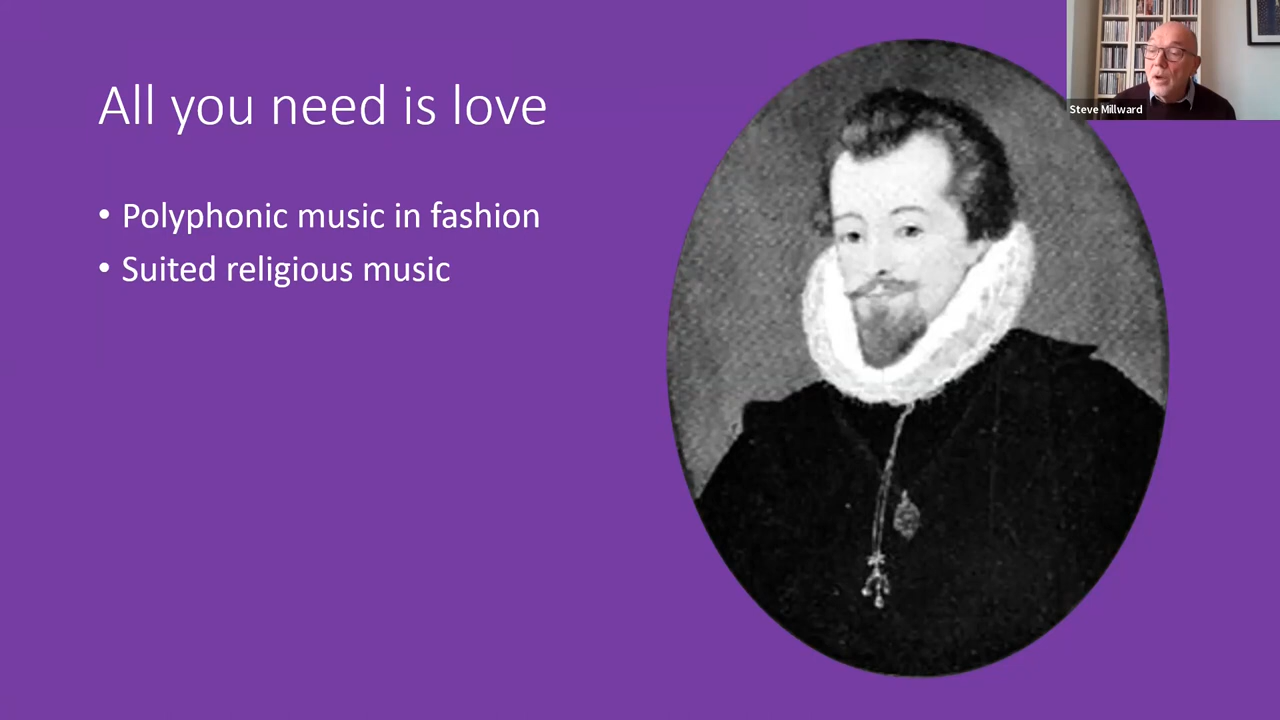 All you need is love
• Polyphonic music in fashion
• Suited religious music
Steve Millward